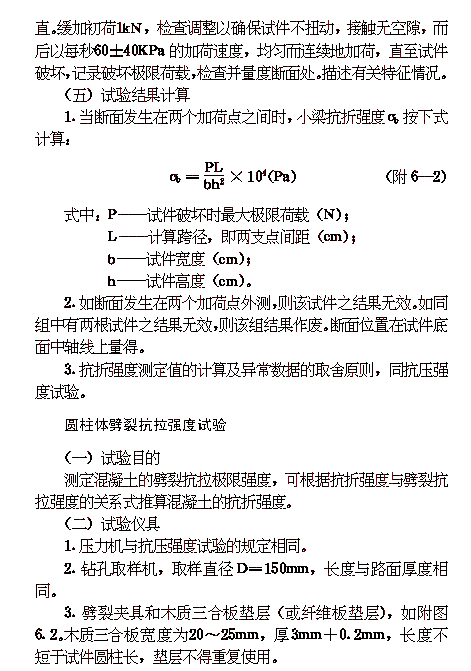 直。缓加初荷1kN，检查调整以确保试件不扭动，接触无空隙，而
后以每秒60±40KPa 的加荷速度，均匀而连续地加荷，直至试件
破坏，记录破坏极限荷载，检查并量度断面处。描述有关特征情况。
（五）试验结果计算
1. 当断面发生在两个加荷点之间时，小梁抗折强度σb 按下式
计算：
σb = PL/bh² × 10⁴(Pa) （附 6—2）
式中：P——试件破坏时最大极限荷载（N）；
L——计算跨径，即两支点间距（cm）；
b——试件宽度（cm）；
h——试件高度（cm）。
2. 如断面发生在两个加荷点外测，则该试件之结果无效。如同
组中有两根试件之结果无效，则该组结果作废。断面位置在试件底
面中轴线上量得。
3. 抗折强度测定值的计算及异常数据的取舍原则，同抗压强
度试验。
圆柱体劈裂抗拉强度试验
（一）试验目的
测定混凝土的劈裂抗拉极限强度，可根据抗折强度与劈裂抗
拉强度的关系式推算混凝土的抗折强度。
（二）试验仪具
1. 压力机与抗压强度试验的规定相同。
2. 钻孔取样机，取样直径 D＝150mm，长度与路面厚度相
同。
3. 劈裂夹具和木质三合板垫层（或纤维板垫层），如附图
6. 2。木质三合板宽度为20～25mm，厚3mm＋0. 2mm，长度不
短于试件圆柱长，垫层不得重复使用。